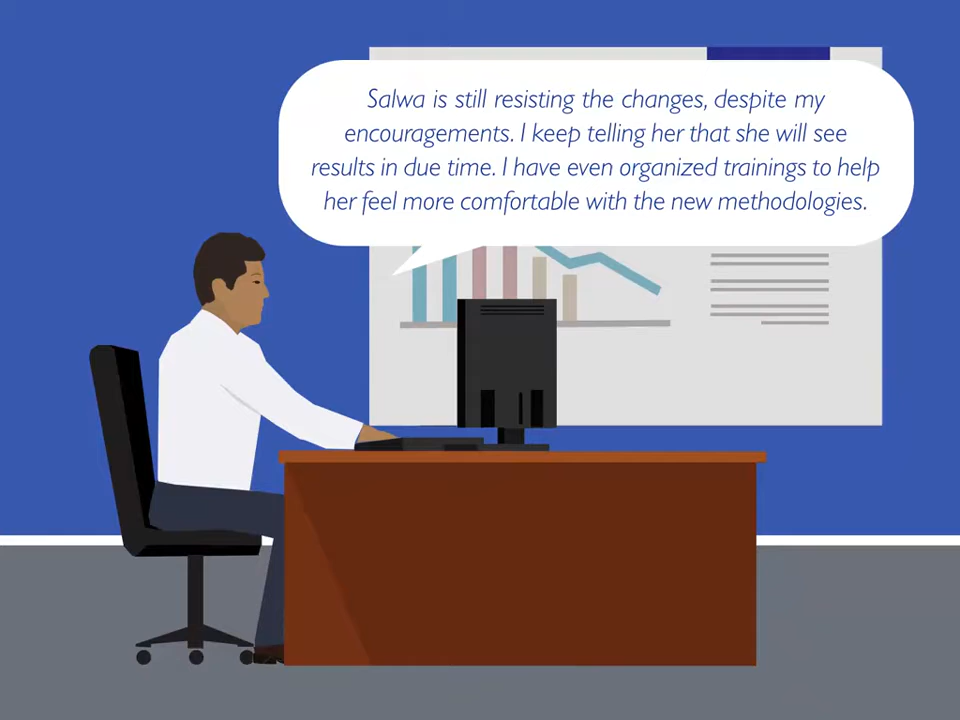 Salwa is still resisting the changes, despite my
encouragements. I keep telling her that she will see
results in due time. I have even organized trainings to help
her feel more comfortable with the new methodologies.